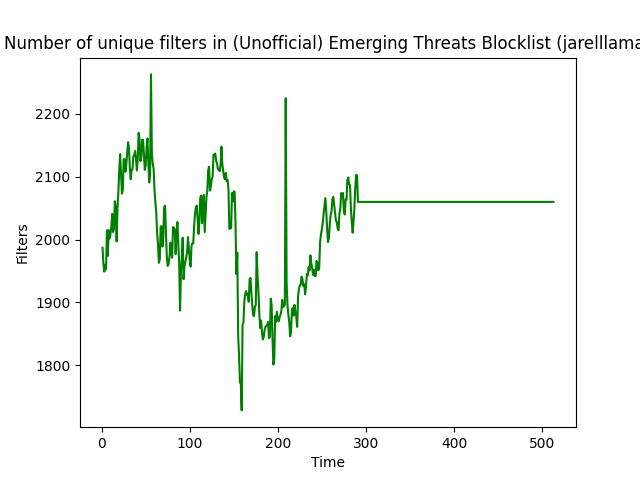 Number of unique filters in (Unofficial) Emerging Threats Blocklist (jarelllama
2200
2100
2000
1900
1800
Filters
0 100 200 300 400 500
Time